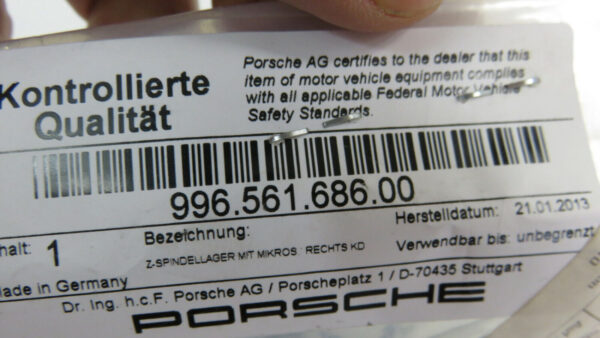 Kontrollierte
Qualität
Porsche AG certifies to the dealer that this
item of motor vehicle equipment complies
with all applicable Federal Motor Vehicle
Safety Standards.
996.561.686.00
Herstelldatum: 21.01.2013
halt: 1
Bezeichnung:
Z-SPINDELLAGER MIT MIKROS RECHTS KD
Verwendbar bis: unbegrenzt
Made in Germany
Dr. Ing. h.c.F. Porsche AG / Porscheplatz 1 / D-70435 Stuttgart
PORSCHE